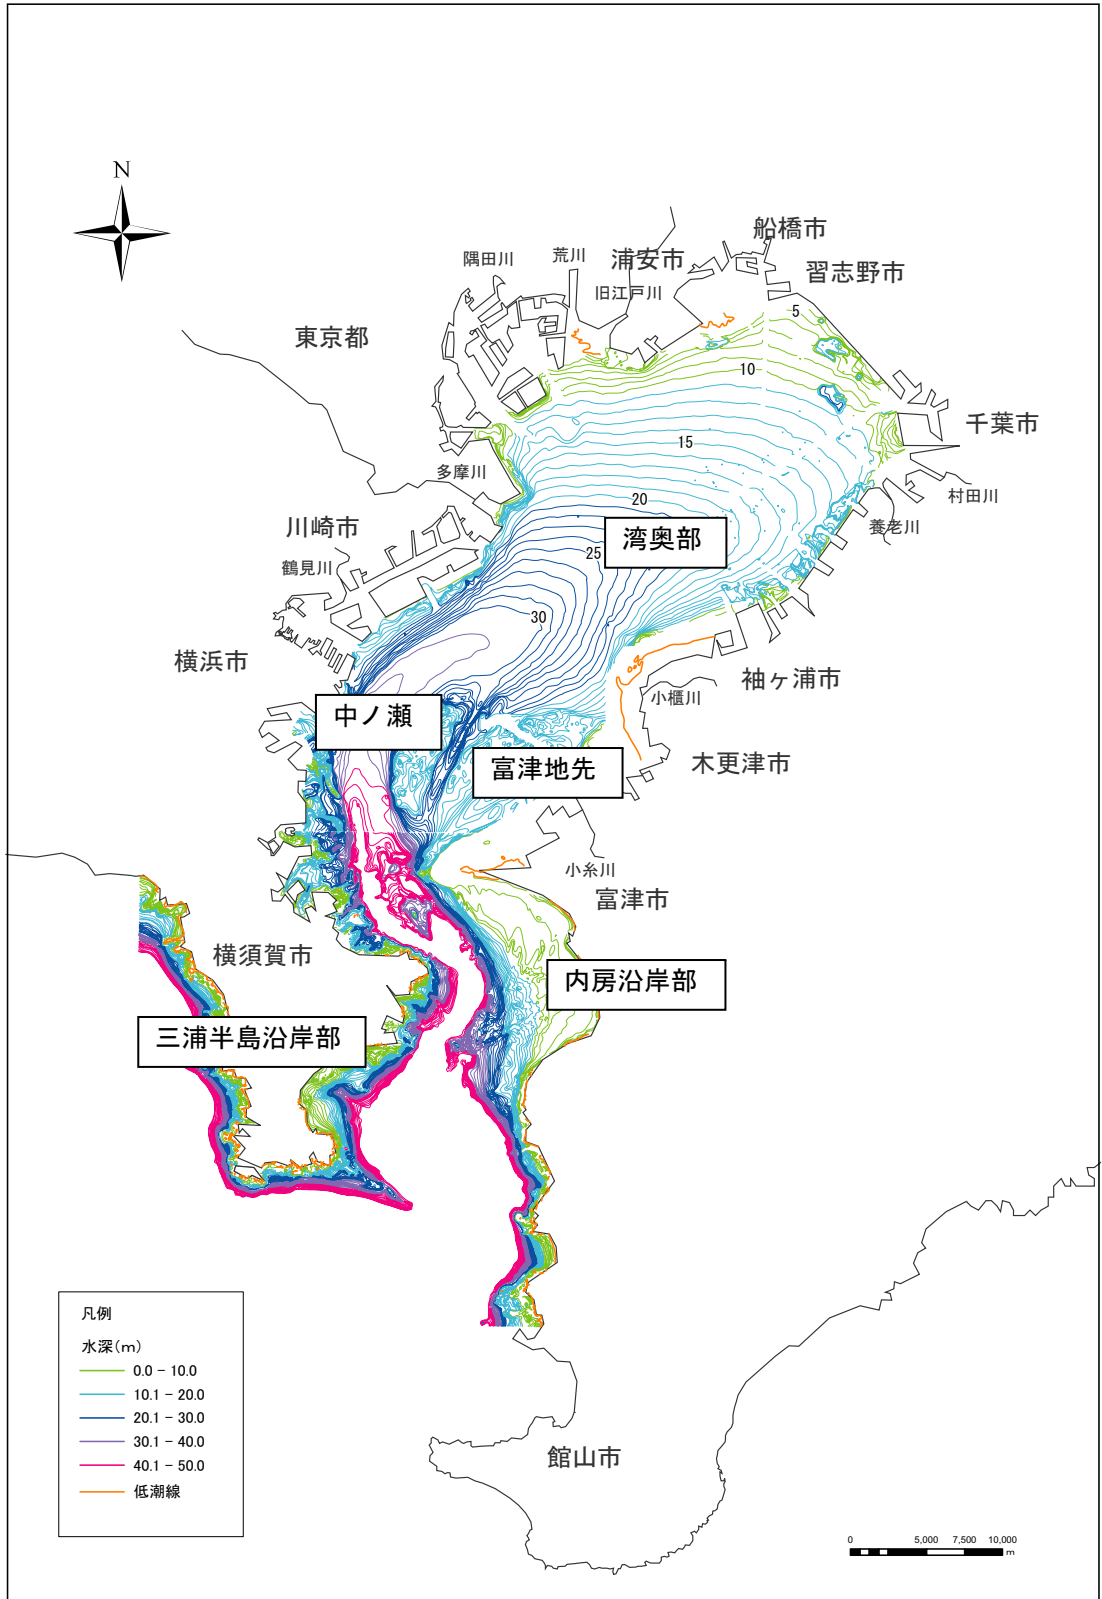 N
船橋市
隅田川
荒川
浦安市
習志野市
旧江戸川
5
東京都
10
千葉市
15
多摩川
村田川
20
川崎市
養老川
湾奥部
25
鶴見川
30
横浜市
袖ヶ浦市
小櫃川
中ノ瀬
富津地先
木更津市
小糸川
富津市
横須賀市
内房沿岸部
三浦半島沿岸部
凡例
水深(m)
0.0 - 10.0
10.1 - 20.0
20.1 - 30.0
30.1 - 40.0
40.1 - 50.0
低潮線
館山市
0 5,000 7,500 10,000
m